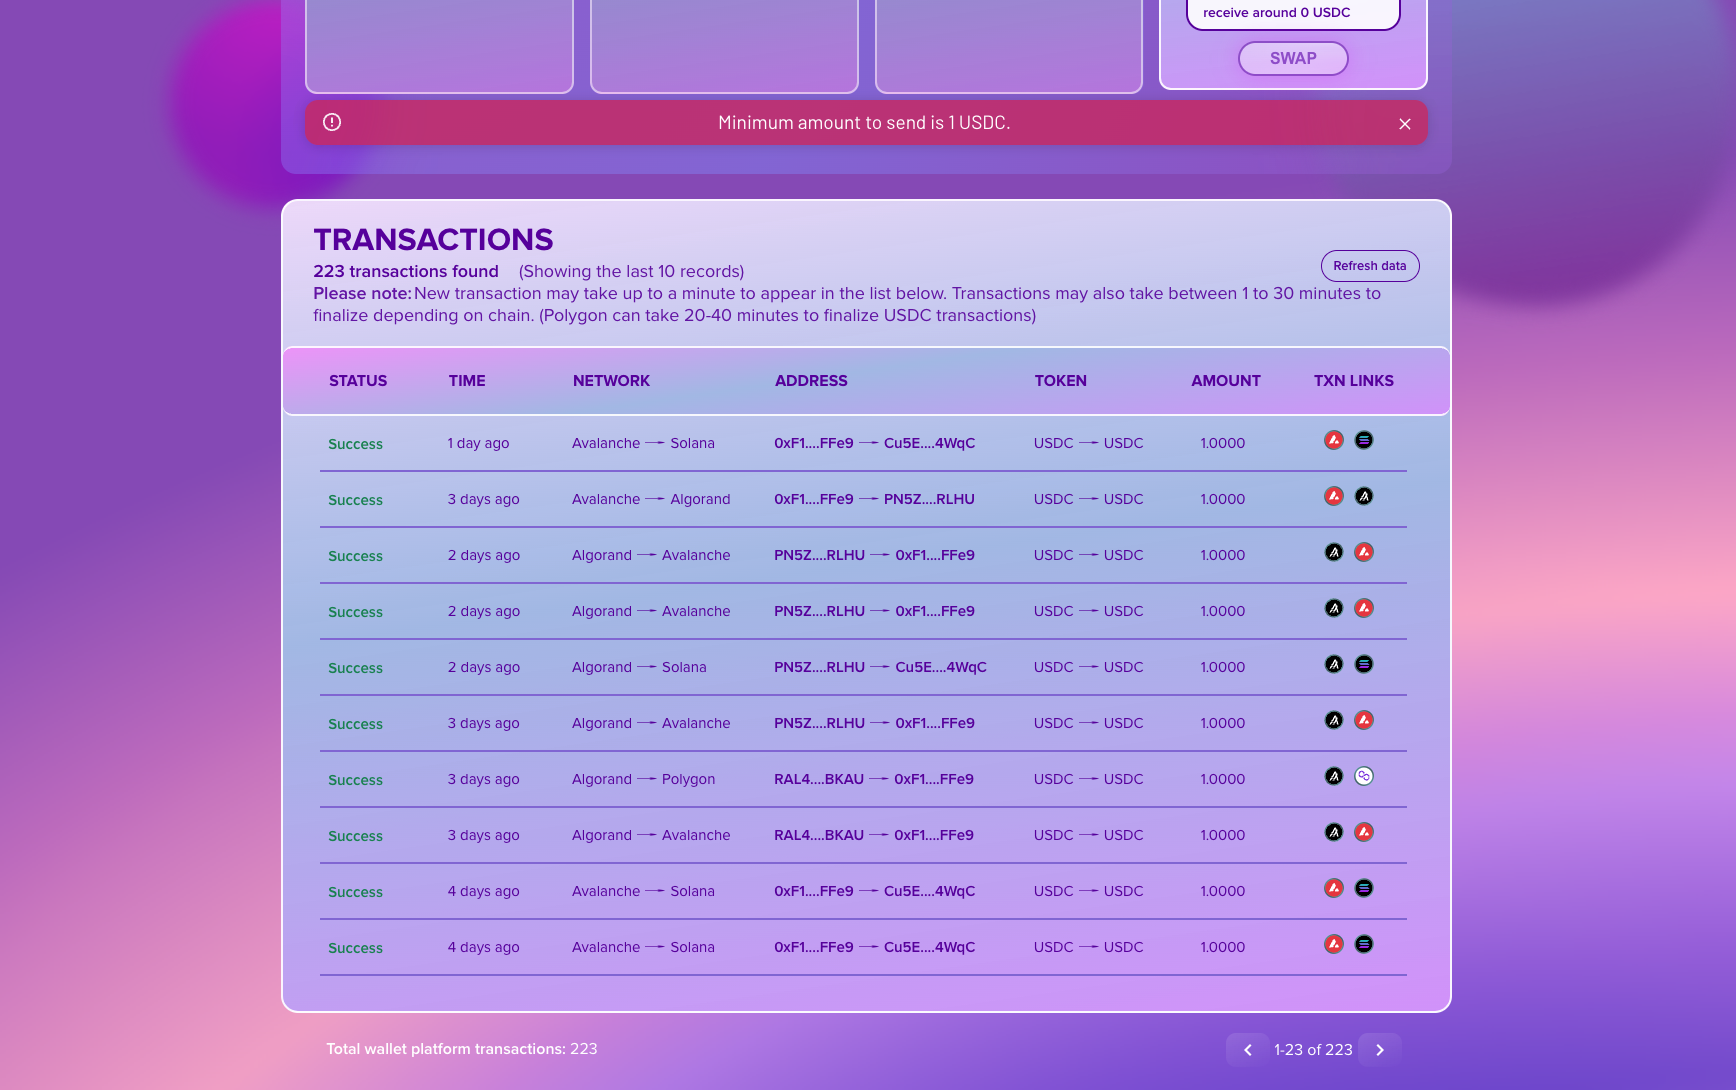 receive around 0 USDC
SWAP
Minimum amount to send is 1 USDC.
TRANSACTIONS
223 transactions found (Showing the last 10 records)
Refresh data
Please note: New transaction may take up to a minute to appear in the list below. Transactions may also take between 1 to 30 minutes to
finalize depending on chain. (Polygon can take 20-40 minutes to finalize USDC transactions)
STATUS TIME NETWORK ADDRESS TOKEN AMOUNT TXN LINKS
Success 1 day ago Avalanche → Solana 0xF1....FFe9 → Cu5E....4WqC USDC → USDC 1.0000
Success 3 days ago Avalanche → Algorand 0xF1....FFe9 → PN5Z....RLHU USDC → USDC 1.0000
Success 2 days ago Algorand → Avalanche PN5Z....RLHU → 0xF1....FFe9 USDC → USDC 1.0000
Success 2 days ago Algorand → Avalanche PN5Z....RLHU → 0xF1....FFe9 USDC → USDC 1.0000
Success 2 days ago Algorand → Solana PN5Z....RLHU → Cu5E....4WqC USDC → USDC 1.0000
Success 3 days ago Algorand → Avalanche PN5Z....RLHU → 0xF1....FFe9 USDC → USDC 1.0000
Success 3 days ago Algorand → Polygon RAL4....BKAU → 0xF1....FFe9 USDC → USDC 1.0000
Success 3 days ago Algorand → Avalanche RAL4....BKAU → 0xF1....FFe9 USDC → USDC 1.0000
Success 4 days ago Avalanche → Solana 0xF1....FFe9 → Cu5E....4WqC USDC → USDC 1.0000
Success 4 days ago Avalanche → Solana 0xF1....FFe9 → Cu5E....4WqC USDC → USDC 1.0000
Total wallet platform transactions: 223
1-23 of 223